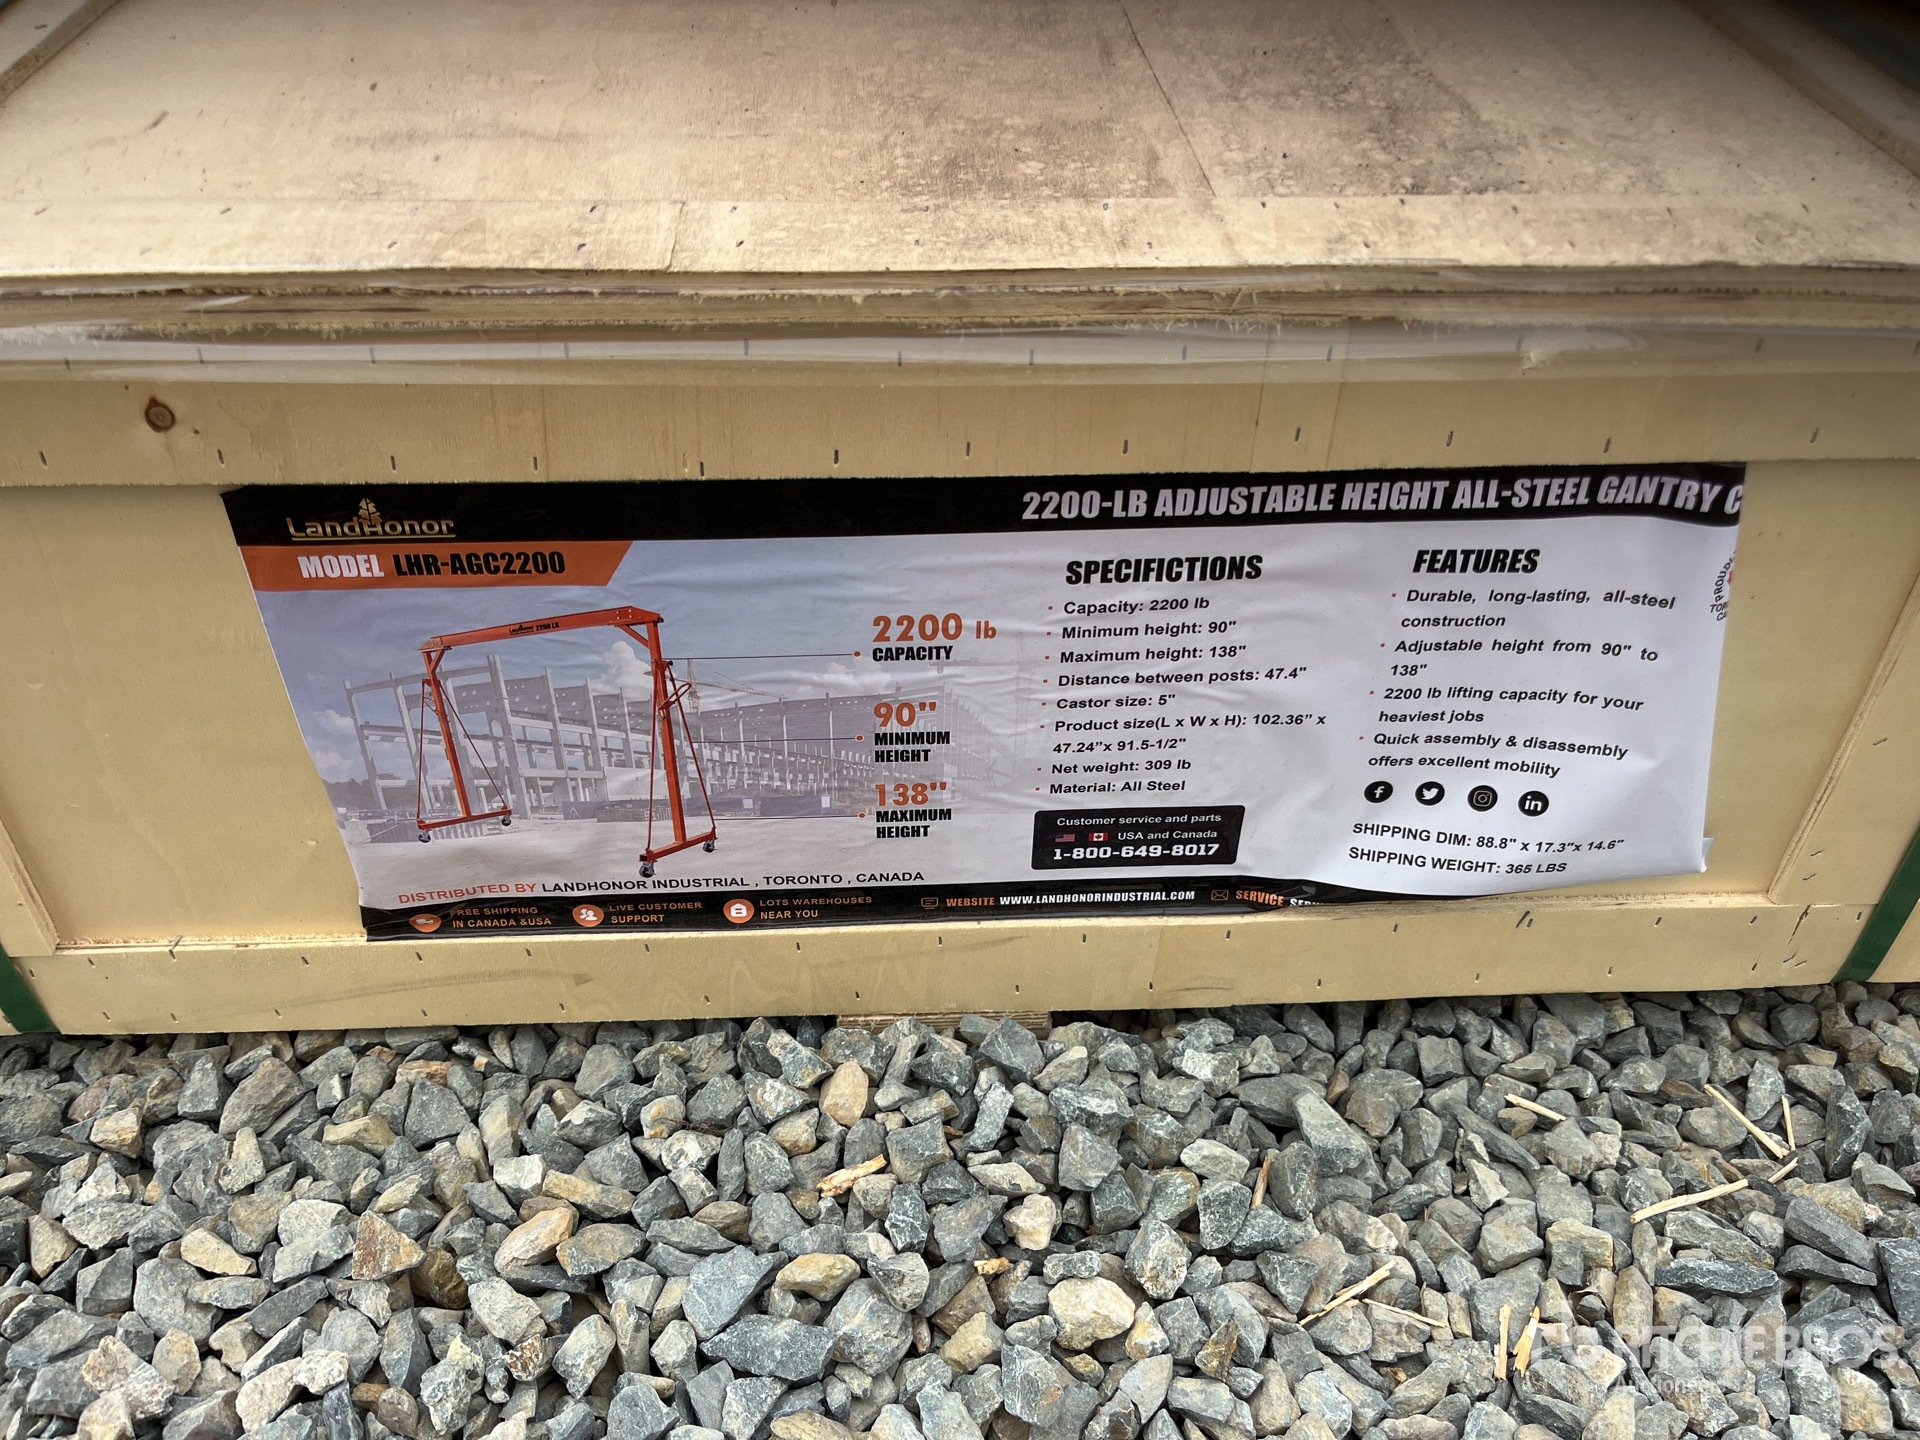 LandHonor
2200-LB ADJUSTABLE HEIGHT ALL-STEEL GANTRY C
MODEL LHR-AGC2200
LandHonor 2200 LB
2200 lb
CAPACITY
90"
MINIMUM
HEIGHT
138"
MAXIMUM
HEIGHT
SPECIFICTIONS
· Capacity: 2200 lb
· Minimum height: 90"
· Maximum height: 138"
· Distance between posts: 47.4"
· Castor size: 5"
· Product size(L x W x H): 102.36” x
47.24”x 91.5-1/2"
· Net weight: 309 lb
· Material: All Steel
Customer service and parts
USA and Canada
1-800-649-8017
FEATURES
· Durable, long-lasting, all-steel
construction
· Adjustable height from 90" to
138"
· 2200 lb lifting capacity for your
heaviest jobs
· Quick assembly & disassembly
offers excellent mobility
SHIPPING DIM: 88.8" x 17.3"x 14.6"
SHIPPING WEIGHT: 365 LBS
DISTRIBUTED BY LANDHONOR INDUSTRIAL , TORONTO , CANADA
FREE SHIPPING
IN CANADA &USA
LIVE CUSTOMER
SUPPORT
LOTS WAREHOUSES
NEAR YOU
WEBSITE WWW.LANDHONORINDUSTRIAL.COM
SERVICE
RITCHIE BROS.